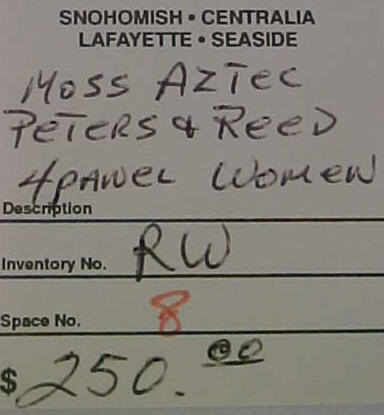 SNOHOMISH • CENTRALIA
LAFAYETTE • SEASIDE
MOSS AZTEC
PETERS & REED
4 PANEL WOMEN
Description
Inventory No. RW
Space No. 8
$ 250.00